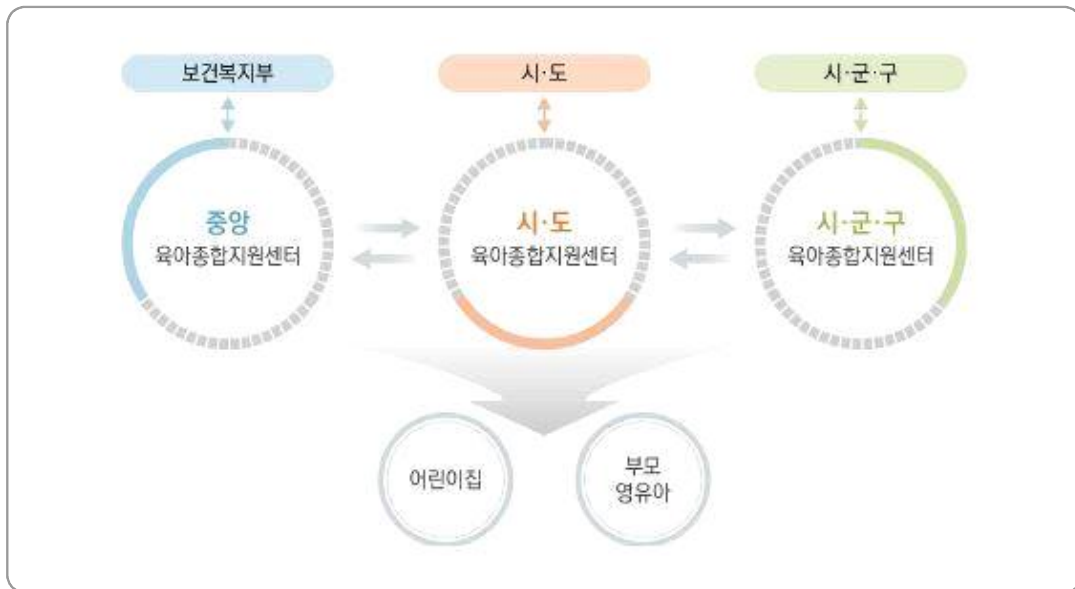 보건복지부
시·도
시·군·구
중앙
육아종합지원센터
시·도
육아종합지원센터
시·군·구
육아종합지원센터
어린이집
부모
영유아